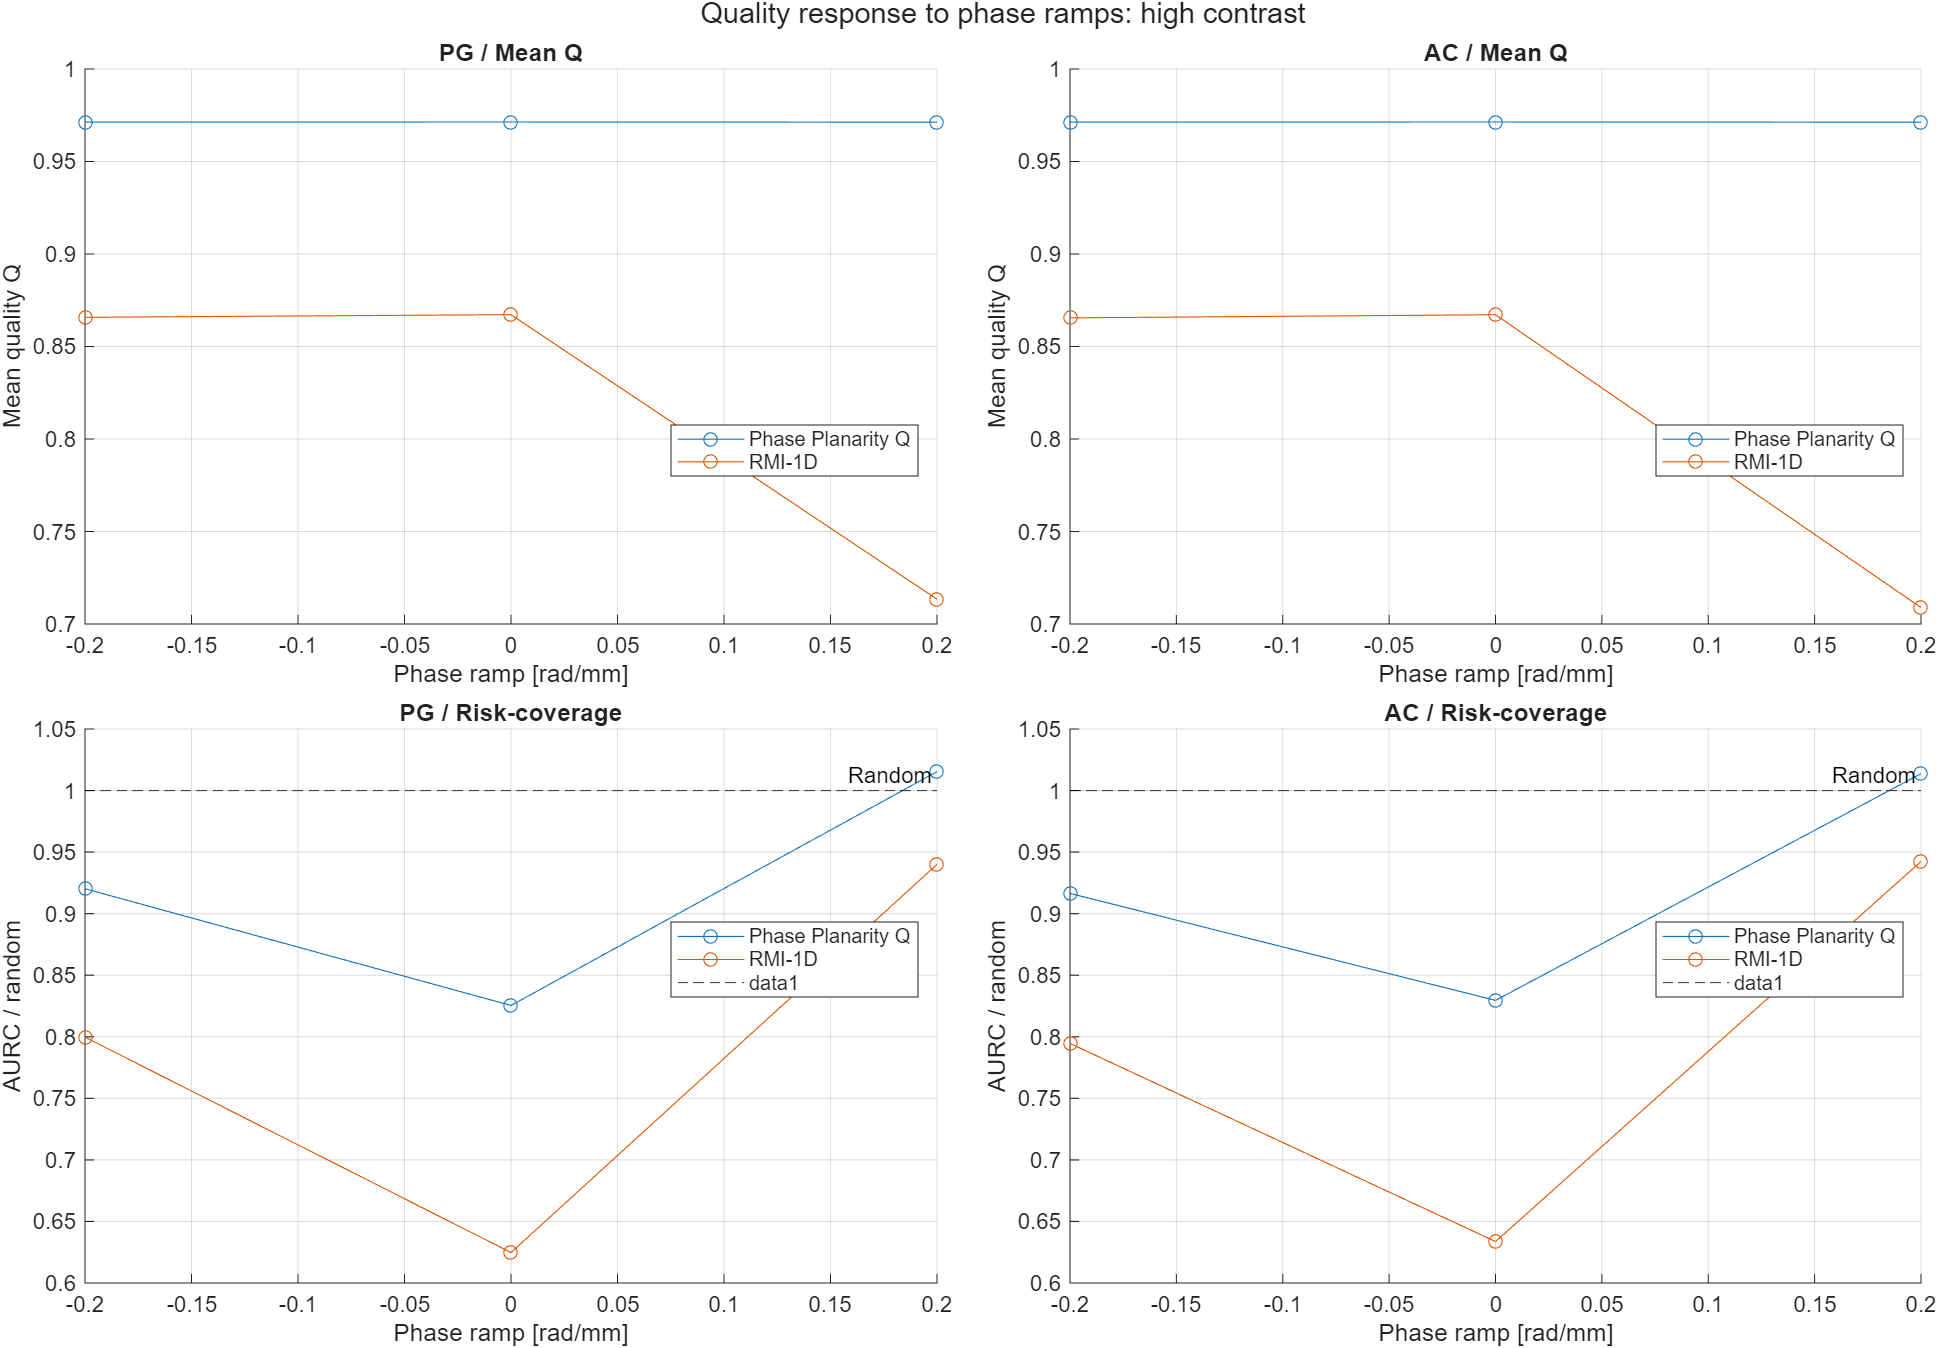 Quality response to phase ramps: high contrast
PG / Mean Q
1
0.95
0.9
0.85
0.8
0.75
0.7
Mean quality Q
-0.2 -0.15 -0.1 -0.05 0 0.05 0.1 0.15 0.2
Phase ramp [rad/mm]
Phase Planarity Q
RMI-1D
AC / Mean Q
1
0.95
0.9
0.85
0.8
0.75
0.7
Mean quality Q
-0.2 -0.15 -0.1 -0.05 0 0.05 0.1 0.15 0.2
Phase ramp [rad/mm]
Phase Planarity Q
RMI-1D
PG / Risk-coverage
1.05
1
0.95
0.9
0.85
0.8
0.75
0.7
0.65
0.6
AURC / random
Random
-0.2 -0.15 -0.1 -0.05 0 0.05 0.1 0.15 0.2
Phase ramp [rad/mm]
Phase Planarity Q
RMI-1D
data1
AC / Risk-coverage
1.05
1
0.95
0.9
0.85
0.8
0.75
0.7
0.65
0.6
AURC / random
Random
-0.2 -0.15 -0.1 -0.05 0 0.05 0.1 0.15 0.2
Phase ramp [rad/mm]
Phase Planarity Q
RMI-1D
data1